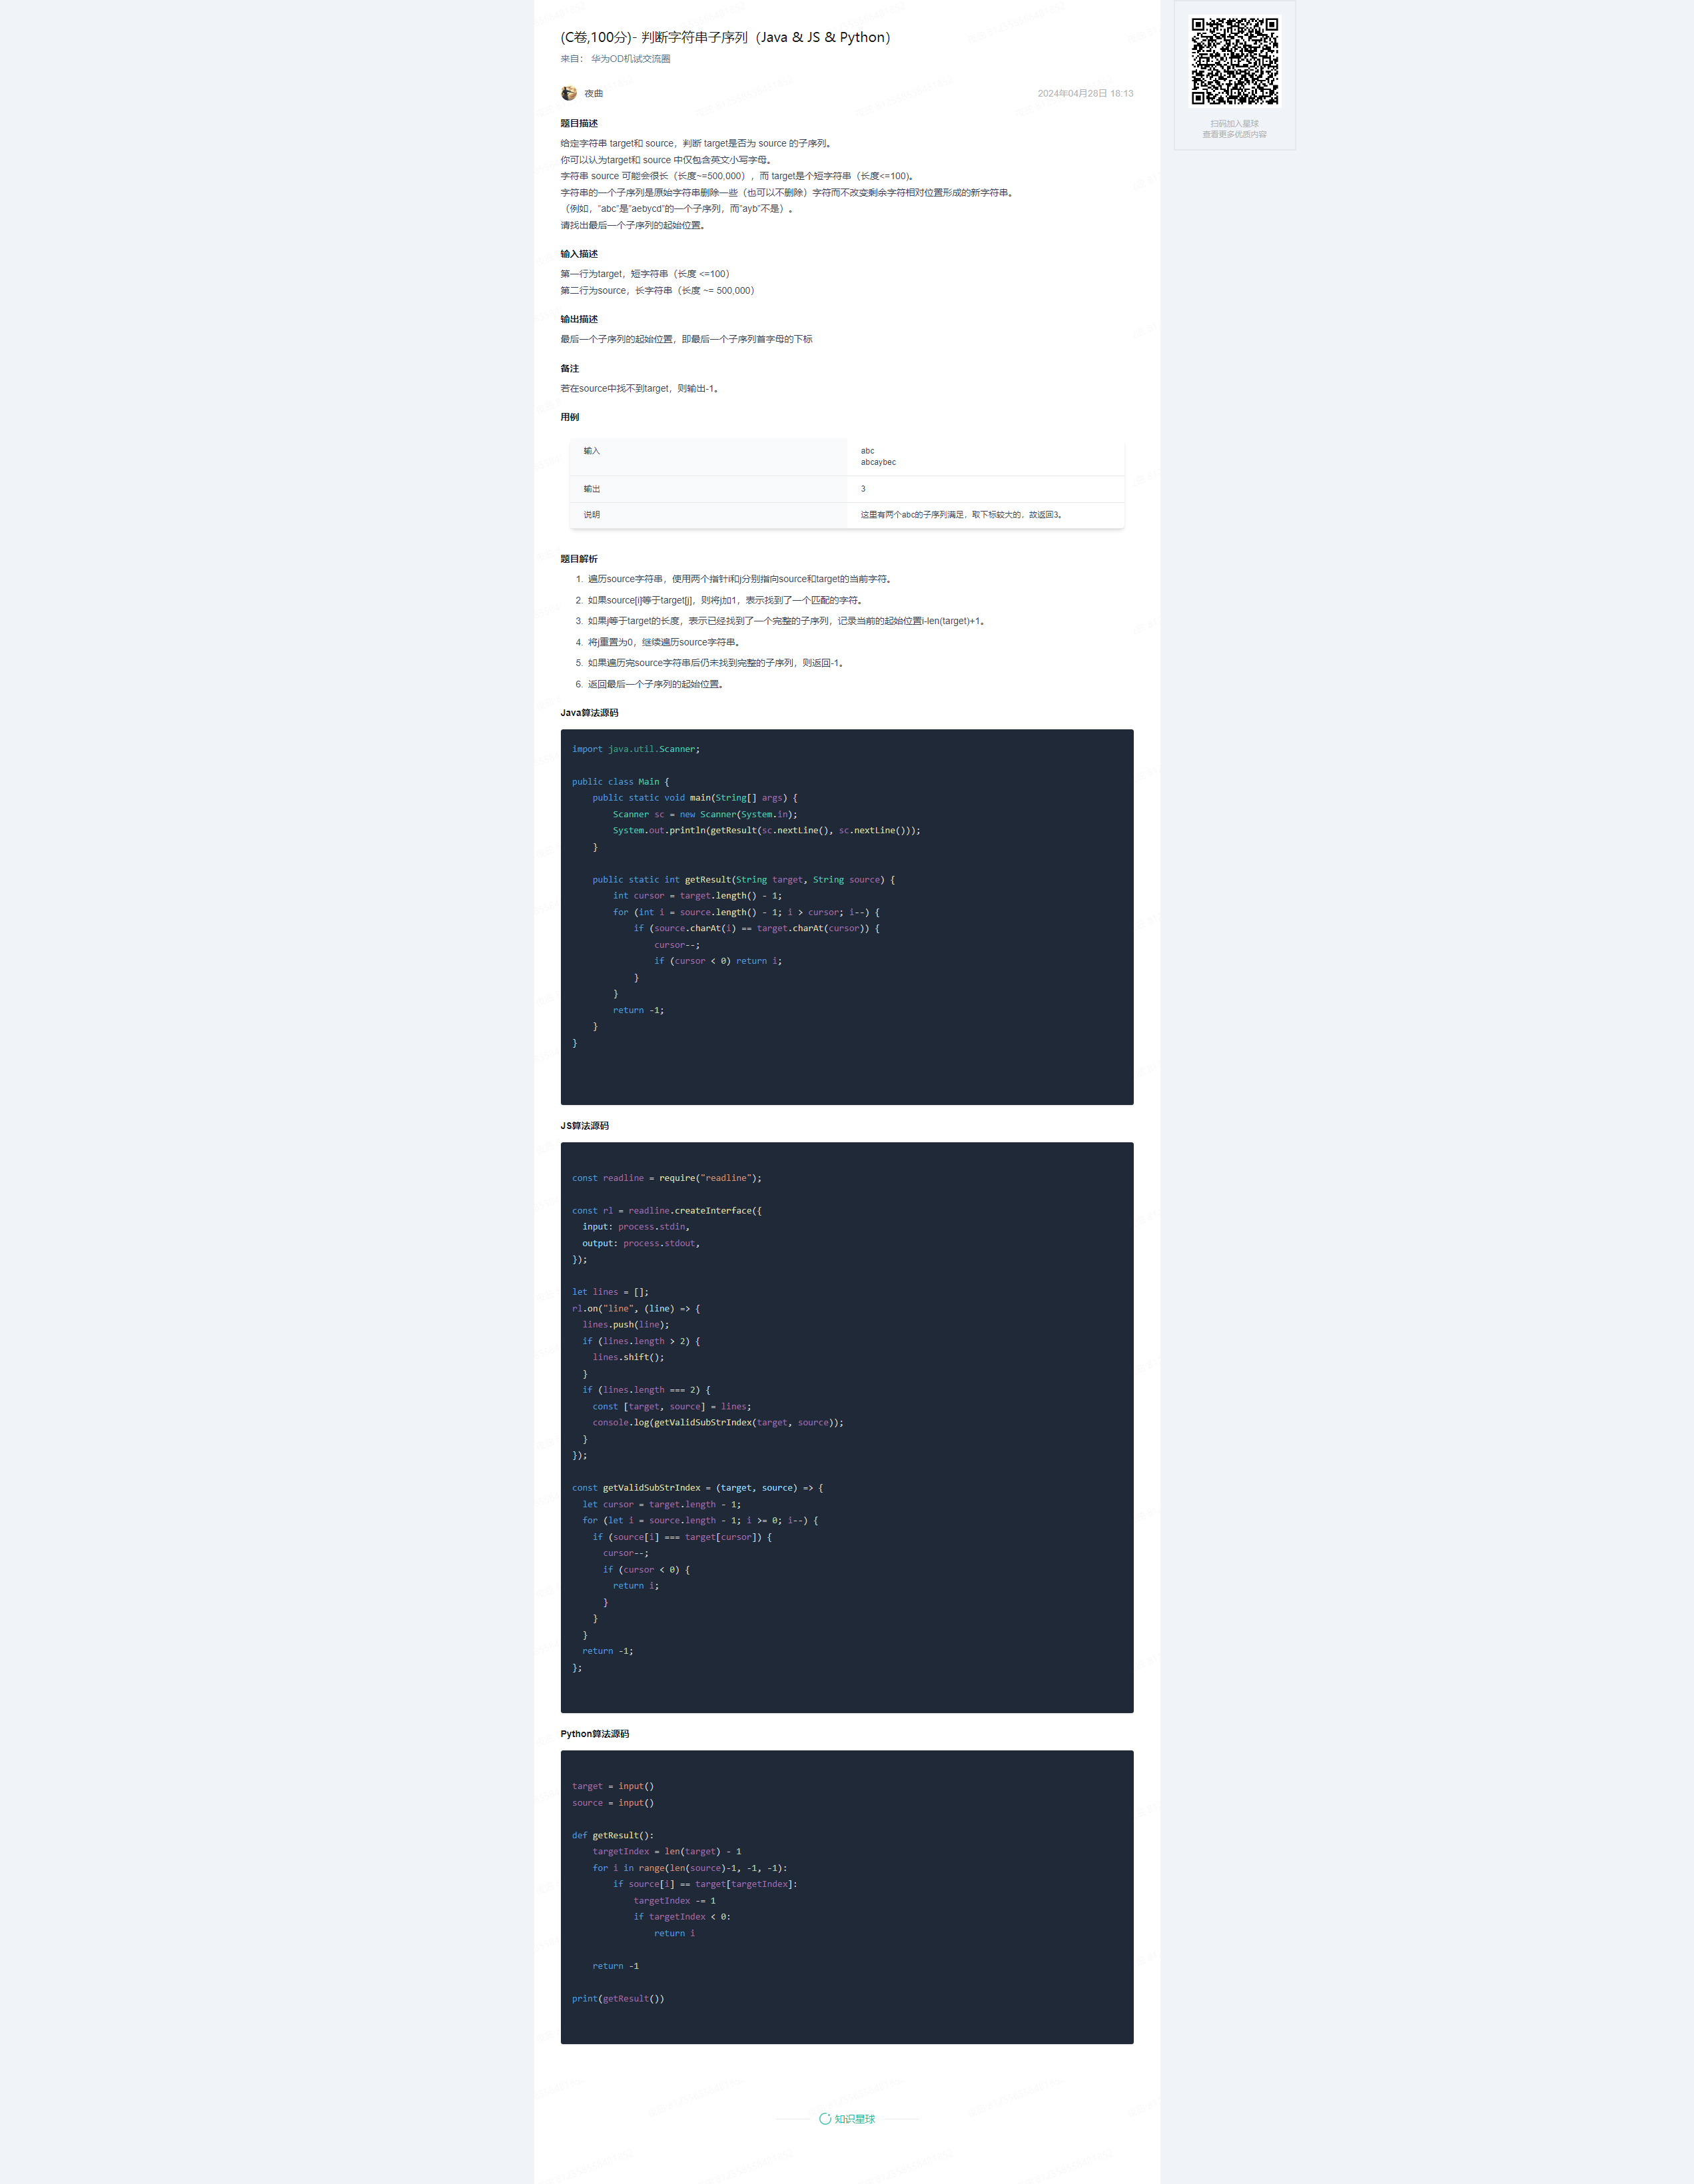 (C卷,100分)- 判断字符串子序列（Java & JS & Python）
来自： 华为OD机试交流圈
夜曲
2024年04月28日 18:13
扫码加入星球
查看更多优质内容
题目描述
给定字符串 target和 source，判断 target是否为 source 的子序列。
你可以认为target和 source 中仅包含英文小写字母。
字符串 source 可能会很长（长度~=500,000），而 target是个短字符串（长度<=100)。
字符串的一个子序列是原始字符串删除一些（也可以不删除）字符而不改变剩余字符相对位置形成的新字符串。
（例如，“abc”是“aebycd”的一个子序列，而“ayb”不是）。
请找出最后一个子序列的起始位置。
输入描述
第一行为target，短字符串（长度 <=100）
第二行为source，长字符串（长度 ~= 500,000）
输出描述
最后一个子序列的起始位置，即最后一个子序列首字母的下标
备注
若在source中找不到target，则输出-1。
用例
输入
abc
abcaybec
输出
3
说明
这里有两个abc的子序列满足，取下标较大的，故返回3。
题目解析
1. 遍历source字符串，使用两个指针i和j分别指向source和target的当前字符。
2. 如果source[i]等于target[j]，则将j加1，表示找到了一个匹配的字符。
3. 如果j等于target的长度，表示已经找到了一个完整的子序列，记录当前的起始位置i-len(target)+1。
4. 将j重置为0，继续遍历source字符串。
5. 如果遍历完source字符串后仍未找到完整的子序列，则返回-1。
6. 返回最后一个子序列的起始位置。
Java算法源码
import java.util.Scanner;
public class Main {
public static void main(String[] args) {
Scanner sc = new Scanner(System.in);
System.out.println(getResult(sc.nextLine(), sc.nextLine()));
}
public static int getResult(String target, String source) {
int cursor = target.length() - 1;
for (int i = source.length() - 1; i > cursor; i--) {
if (source.charAt(i) == target.charAt(cursor)) {
cursor--;
if (cursor < 0) return i;
}
}
return -1;
}
}
JS算法源码
const readline = require("readline");
const rl = readline.createInterface({
input: process.stdin,
output: process.stdout,
});
let lines = [];
rl.on("line", (line) => {
lines.push(line);
if (lines.length > 2) {
lines.shift();
}
if (lines.length === 2) {
const [target, source] = lines;
console.log(getValidSubStrIndex(target, source));
}
});
const getValidSubStrIndex = (target, source) => {
let cursor = target.length - 1;
for (let i = source.length - 1; i >= 0; i--) {
if (source[i] === target[cursor]) {
cursor--;
if (cursor < 0) {
return i;
}
}
}
return -1;
};
Python算法源码
target = input()
source = input()
def getResult():
targetIndex = len(target) - 1
for i in range(len(source)-1, -1, -1):
if source[i] == target[targetIndex]:
targetIndex -= 1
if targetIndex < 0:
return i
return -1
print(getResult())
知识星球